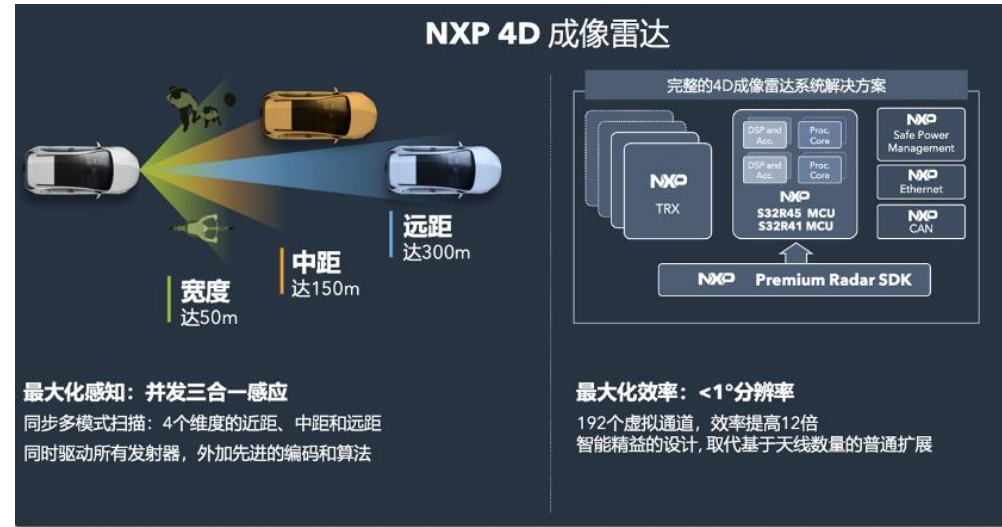 NXP 4D 成像雷达
远距
达300m
中距
达150m
宽度
达50m
最大化感知：并发三合一感应
同步多模式扫描：4个维度的近距、中距和远距
同时驱动所有发射器，外加先进的编码和算法
完整的4D成像雷达系统解决方案
NXP
TRX
DSP and
Acc.
Proc.
Core
DSP and
Acc.
Proc.
Core
NXP
S32R45 MCU
S32R41 MCU
NXP
Safe Power
Management
NXP
Ethernet
NXP
CAN
NXP Premium Radar SDK
最大化效率：<1°分辨率
192个虚拟通道，效率提高12倍
智能精益的设计, 取代基于天线数量的普通扩展